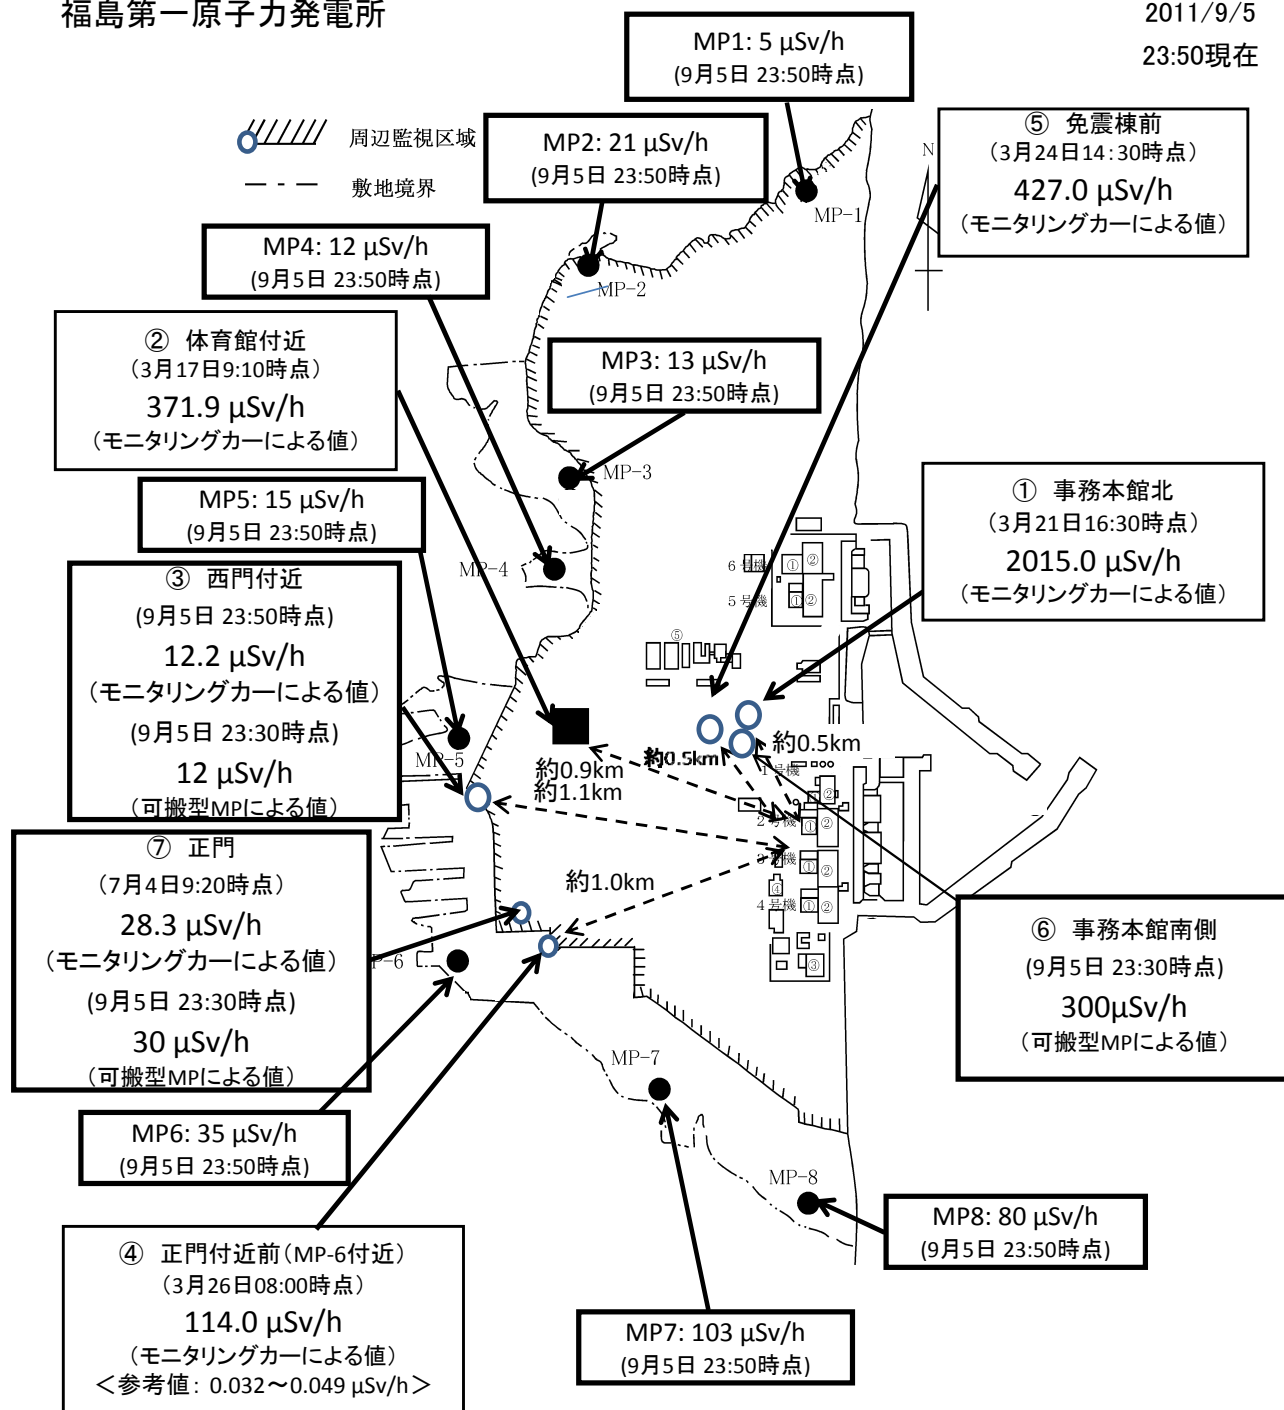 福島第一原子力発電所
2011/9/5
23:50現在
周辺監視区域
敷地境界
N
MP1: 5 μSv/h
(9月5日 23:50時点)
MP2: 21 μSv/h
(9月5日 23:50時点)
MP4: 12 μSv/h
(9月5日 23:50時点)
⑤ 免震棟前
(3月24日14:30時点)
427.0 μSv/h
(モニタリングカーによる値)
② 体育館付近
(3月17日9:10時点)
371.9 μSv/h
(モニタリングカーによる値)
MP3: 13 μSv/h
(9月5日 23:50時点)
MP5: 15 μSv/h
(9月5日 23:50時点)
① 事務本館北
(3月21日16:30時点)
2015.0 μSv/h
(モニタリングカーによる値)
③ 西門付近
(9月5日 23:50時点)
12.2 μSv/h
(モニタリングカーによる値)
(9月5日 23:30時点)
12 μSv/h
(可搬型MPによる値)
⑦ 正門
(7月4日9:20時点)
28.3 μSv/h
(モニタリングカーによる値)
(9月5日 23:30時点)
30 μSv/h
(可搬型MPによる値)
⑥ 事務本館南側
(9月5日 23:30時点)
300μSv/h
(可搬型MPによる値)
MP6: 35 μSv/h
(9月5日 23:50時点)
④ 正門付近前(MP-6付近)
(3月26日08:00時点)
114.0 μSv/h
(モニタリングカーによる値)
<参考値: 0.032~0.049 μSv/h>
MP7: 103 μSv/h
(9月5日 23:50時点)
MP8: 80 μSv/h
(9月5日 23:50時点)
MP-1
MP-2
MP-3
MP-4
MP-5
P-6
MP-7
MP-8
6号機
① ②
5号機
① ②
⑤
1号機
②
2号機
① ②
3号機
① ②
④
4号機
① ②
③
約0.5km
約0.5km
約0.9km
約1.1km
約1.0km